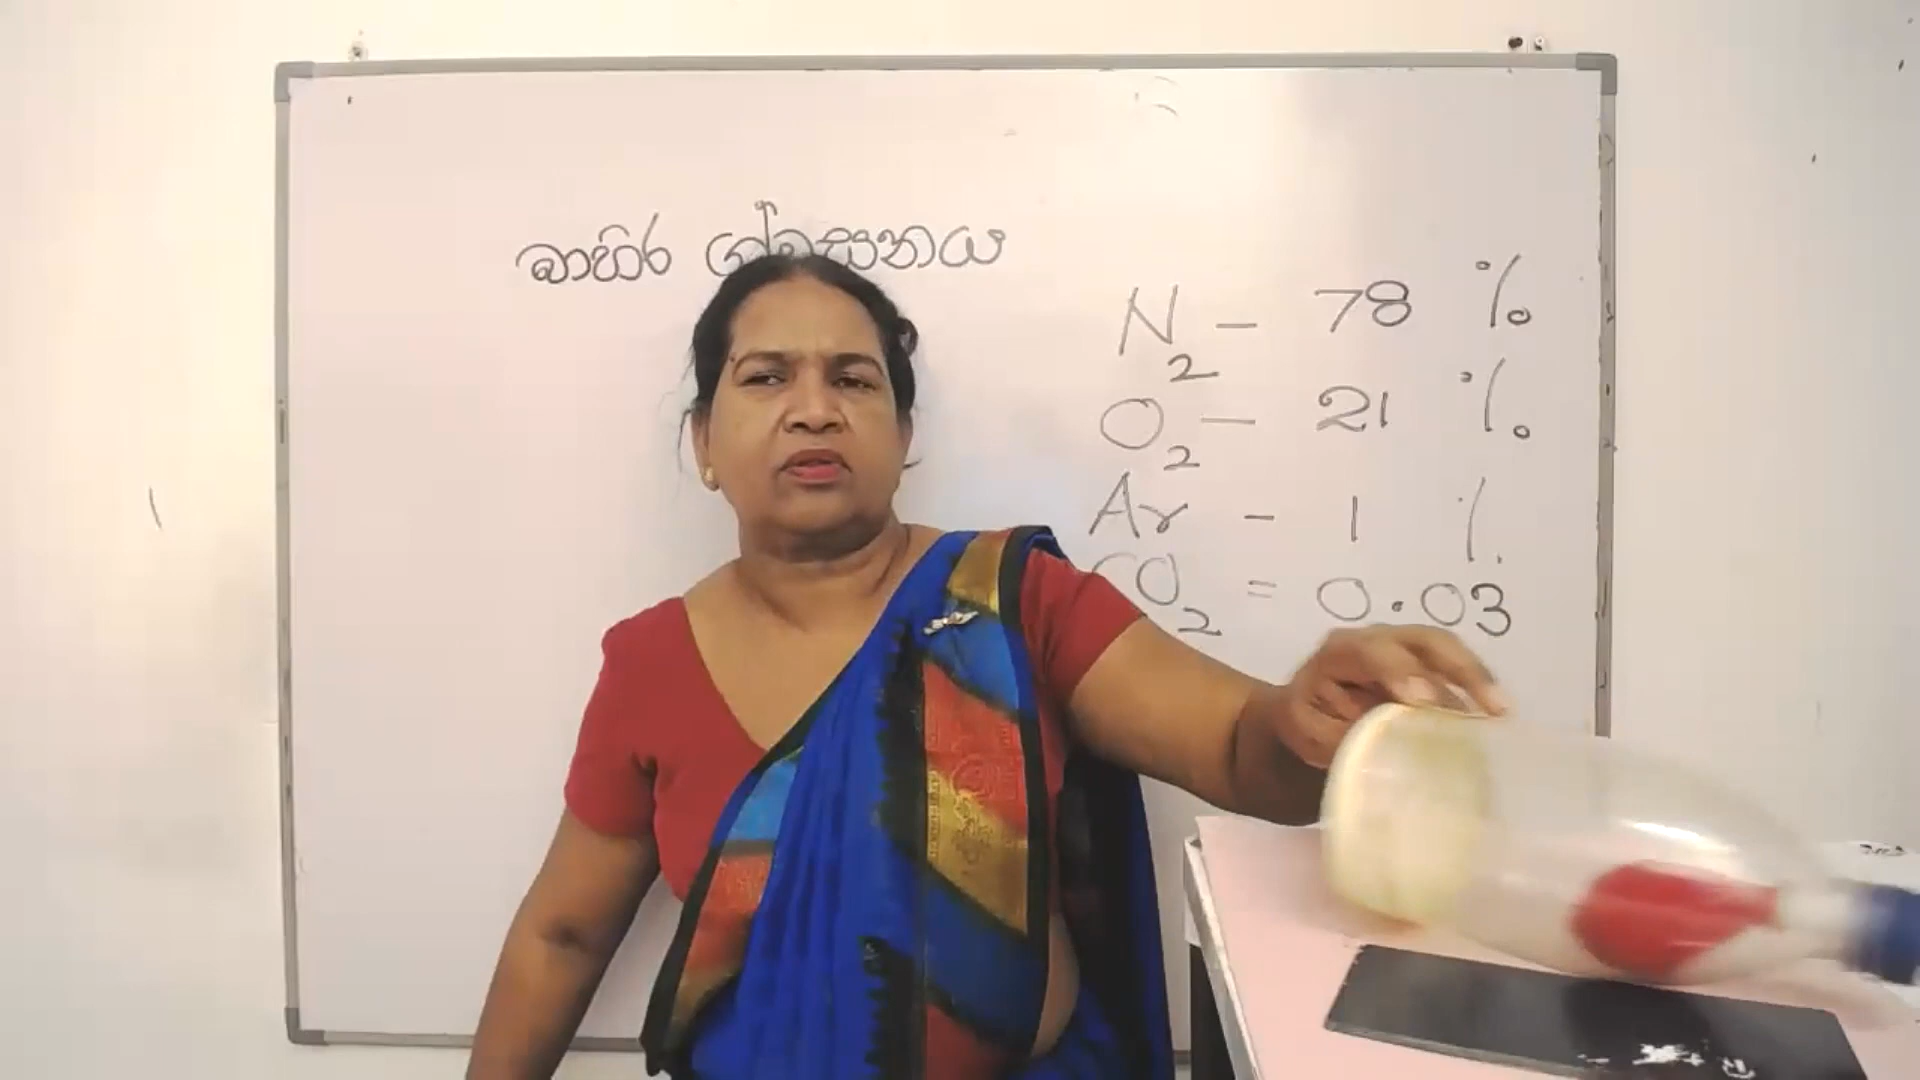 බාහිර ශ්වසනය
N2 - 78 %
O2 - 21 %
Ar - 1 %
CO2 = 0.03